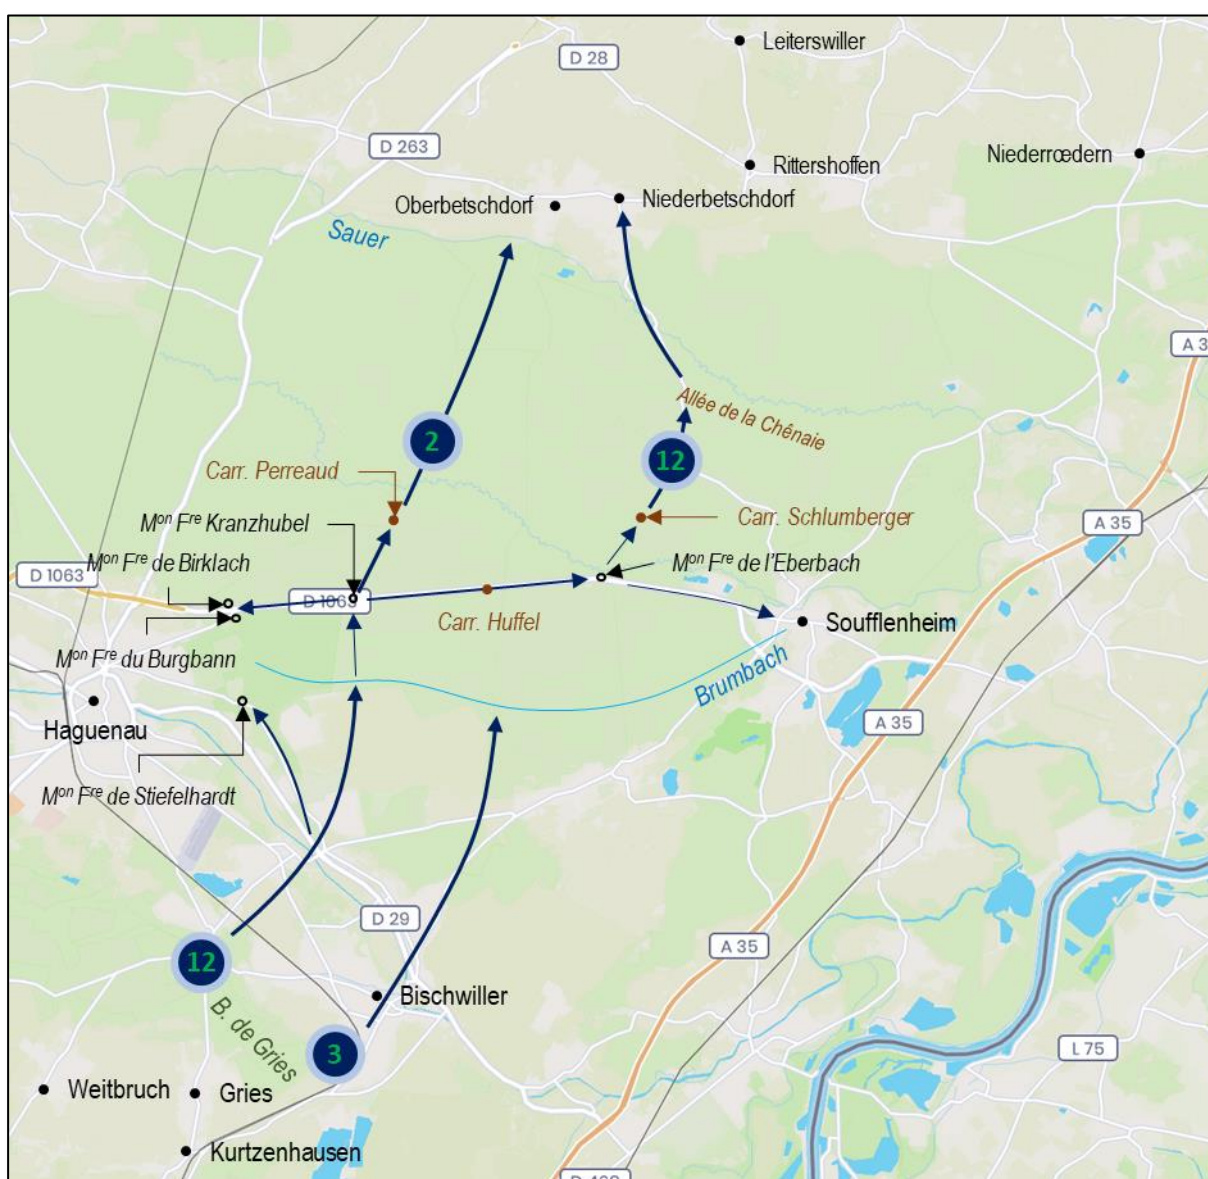 Leiterswiller
D 28
D 263
Niederrœdern
Rittershoffen
Oberbetschdorf
Niederbetschdorf
Sauer
A 3
Allée de la Chênaie
2
12
Carr. Perreaud
Mon Fre Kranzhubel
Carr. Schlumberger
A 35
Mon Fre de Birklach
Mon Fre de l'Eberbach
D 1063
D 1063
Carr. Huffel
Soufflenheim
Mon Fre du Burgbann
Brumbach
Haguenau
A 35
Mon Fre de Stiefelhardt
D 29
A 35
12
Bischwiller
B. de Gries
3
L 75
Weitbruch
Gries
Kurtzenhausen